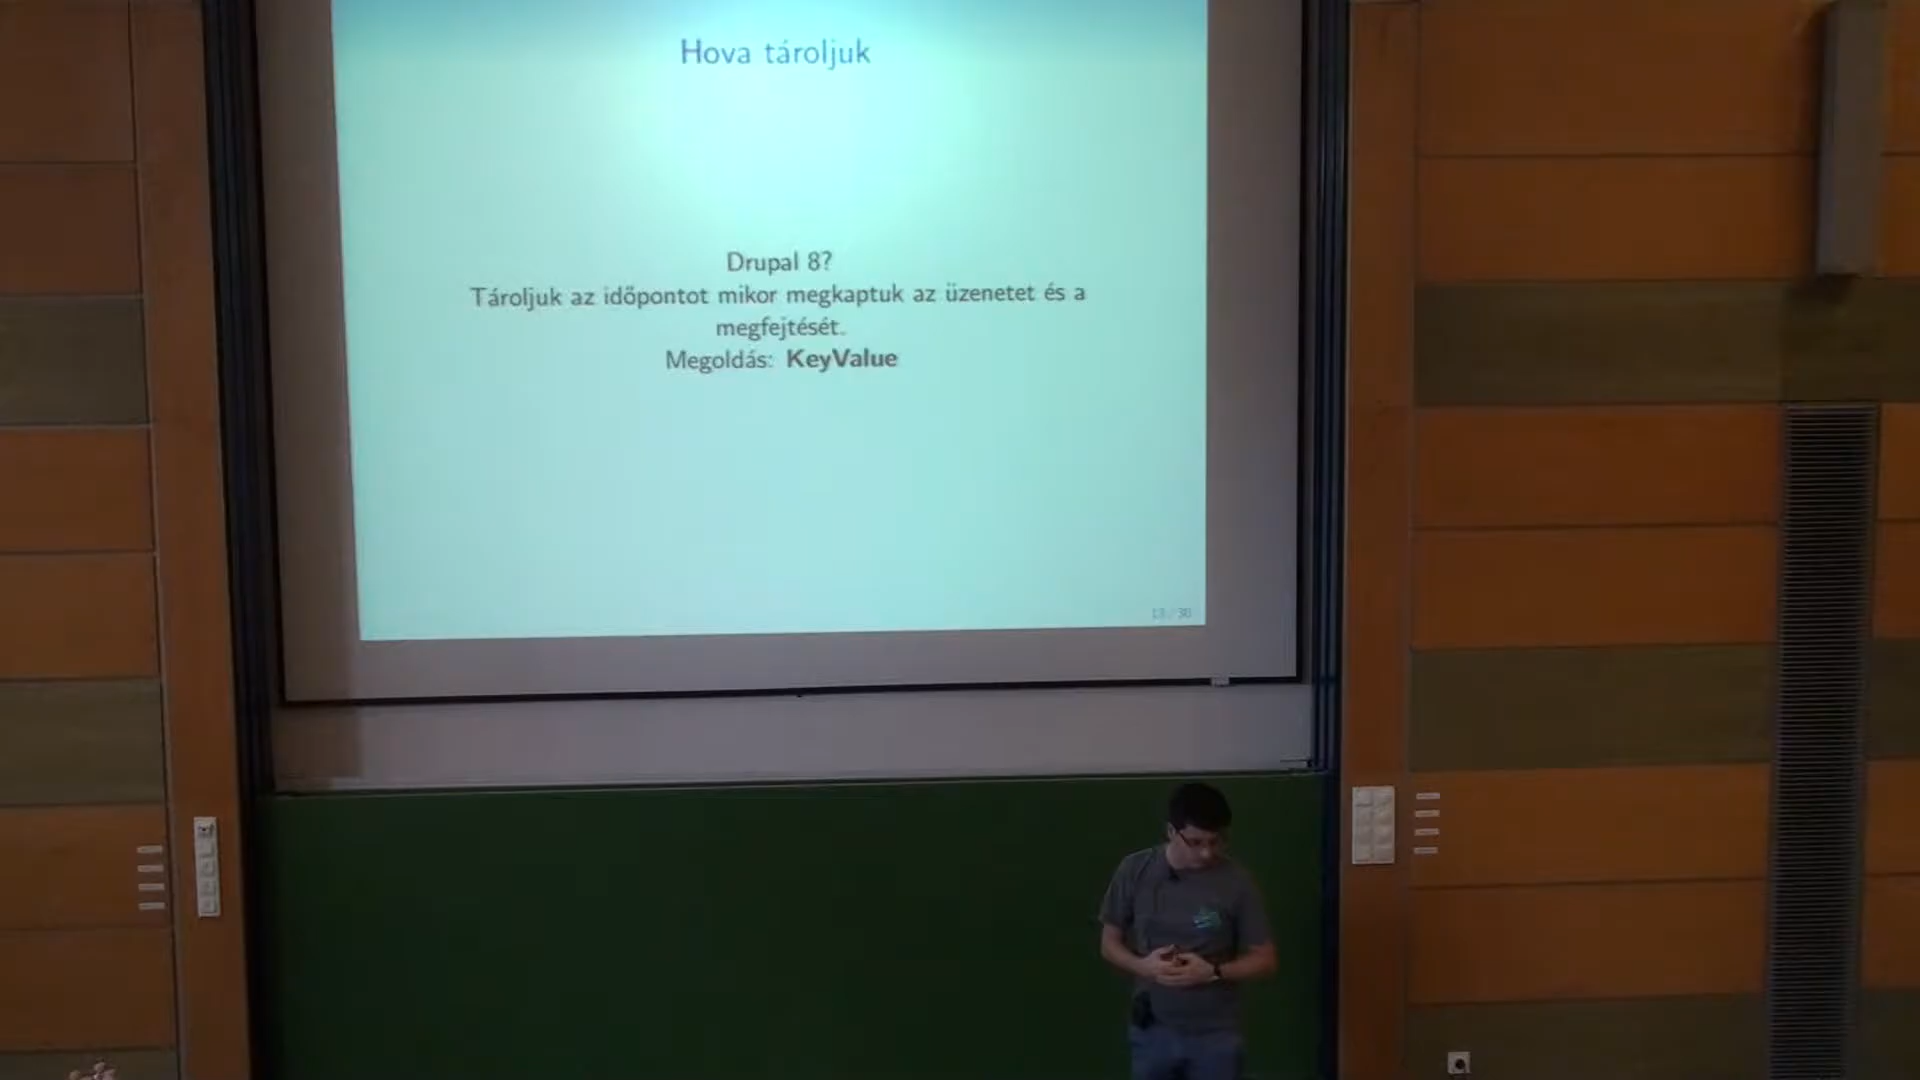 Hova tároljuk
Drupal 8?
Tároljuk az időpontot mikor megkaptuk az üzenetet és a
megfejtését.
Megoldás: KeyValue